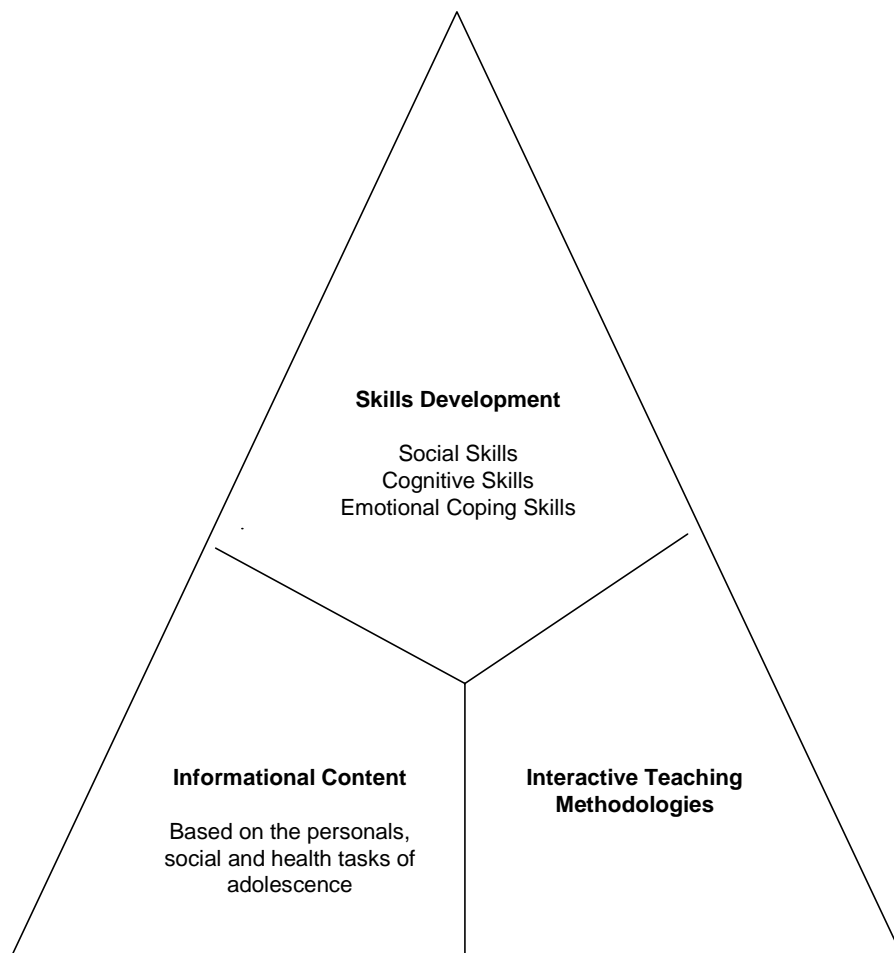 Skills Development
Social Skills
Cognitive Skills
Emotional Coping Skills
Informational Content
Based on the personals,
social and health tasks of
adolescence
Interactive Teaching
Methodologies